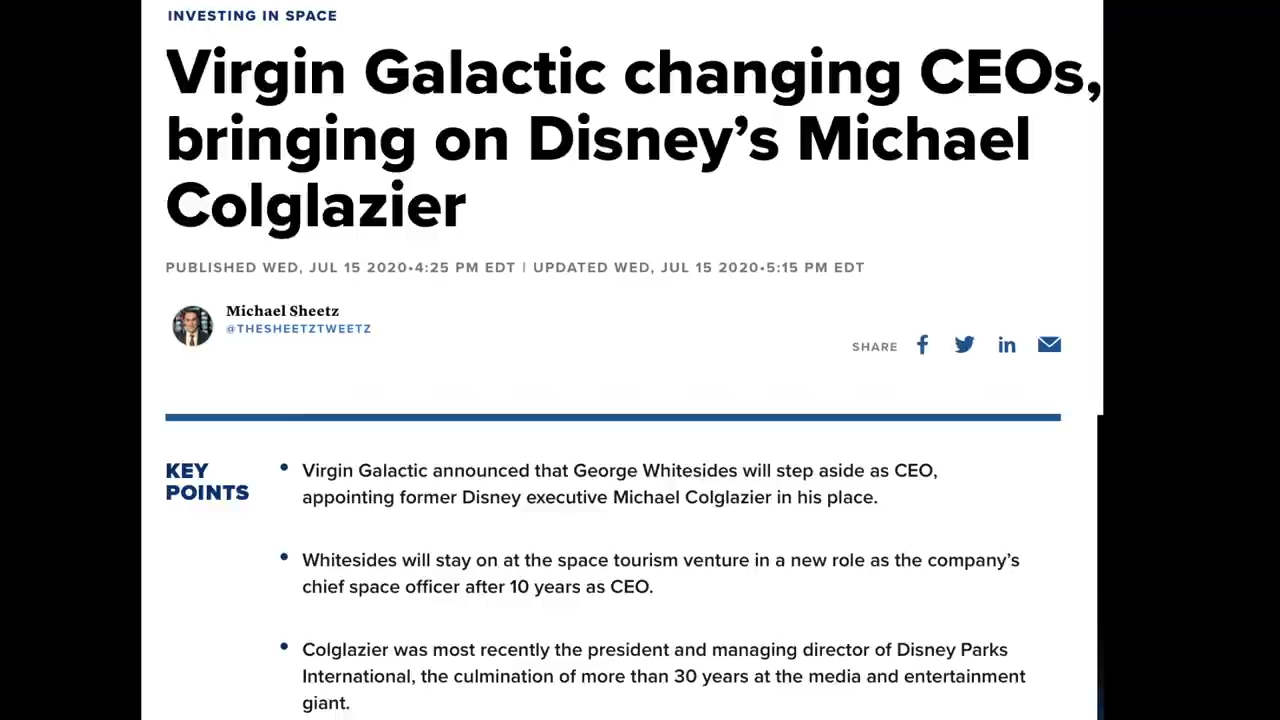 INVESTING IN SPACE
Virgin Galactic changing CEOs,
bringing on Disney’s Michael
Colglazier
PUBLISHED WED, JUL 15 2020•4:25 PM EDT | UPDATED WED, JUL 15 2020•5:15 PM EDT
Michael Sheetz
@THESHEETZTWEETZ
SHARE
KEY
POINTS
• Virgin Galactic announced that George Whitesides will step aside as CEO,
appointing former Disney executive Michael Colglazier in his place.
• Whitesides will stay on at the space tourism venture in a new role as the company’s
chief space officer after 10 years as CEO.
• Colglazier was most recently the president and managing director of Disney Parks
International, the culmination of more than 30 years at the media and entertainment
giant.